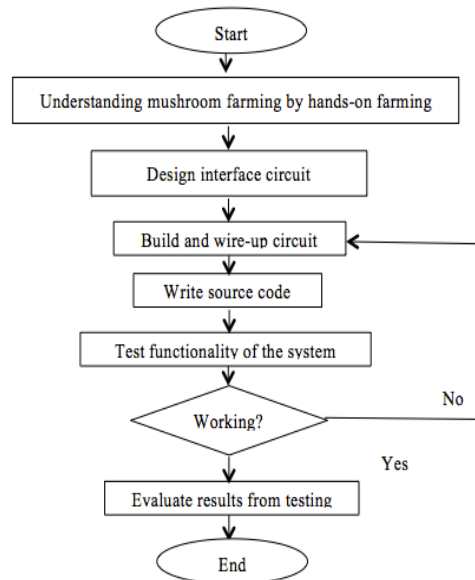 Start
Understanding mushroom farming by hands-on farming
Design interface circuit
Build and wire-up circuit
Write source code
Test functionality of the system
Working?
No
Yes
Evaluate results from testing
End